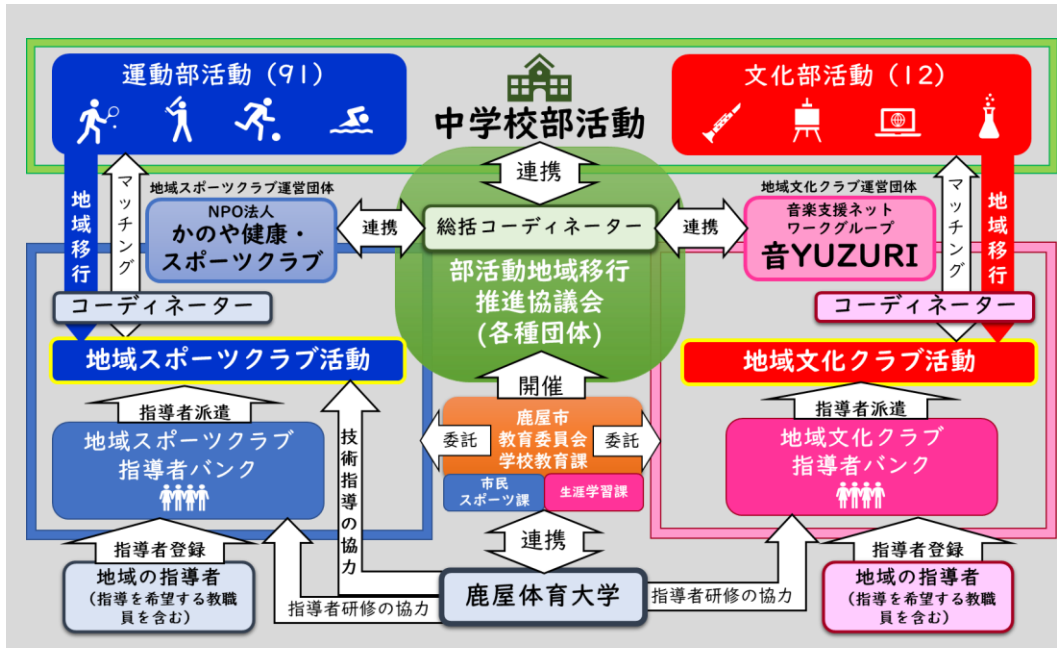 運動部活動(91)
中学校部活動
文化部活動(12)
地域移行
マッチング
地域スポーツクラブ運営団体
NPO法人
かのや健康・
スポーツクラブ
連携
連携
総括コーディネーター
連携
地域文化クラブ運営団体
音楽支援ネット
ワークグループ
音YUZURI
マッチング
地域移行
部活動地域移行
推進協議会
(各種団体)
コーディネーター
コーディネーター
地域スポーツクラブ活動
地域文化クラブ活動
開催
指導者派遣
指導者派遣
地域スポーツクラブ
指導者バンク
技術指導の協力
委託
鹿屋市
教育委員会
学校教育課
委託
市民
スポーツ課
生涯学習課
地域文化クラブ
指導者バンク
連携
指導者登録
指導者登録
地域の指導者
(指導を希望する教職
員を含む)
指導者研修の協力
鹿屋体育大学
指導者研修の協力
地域の指導者
(指導を希望する教職
員を含む)